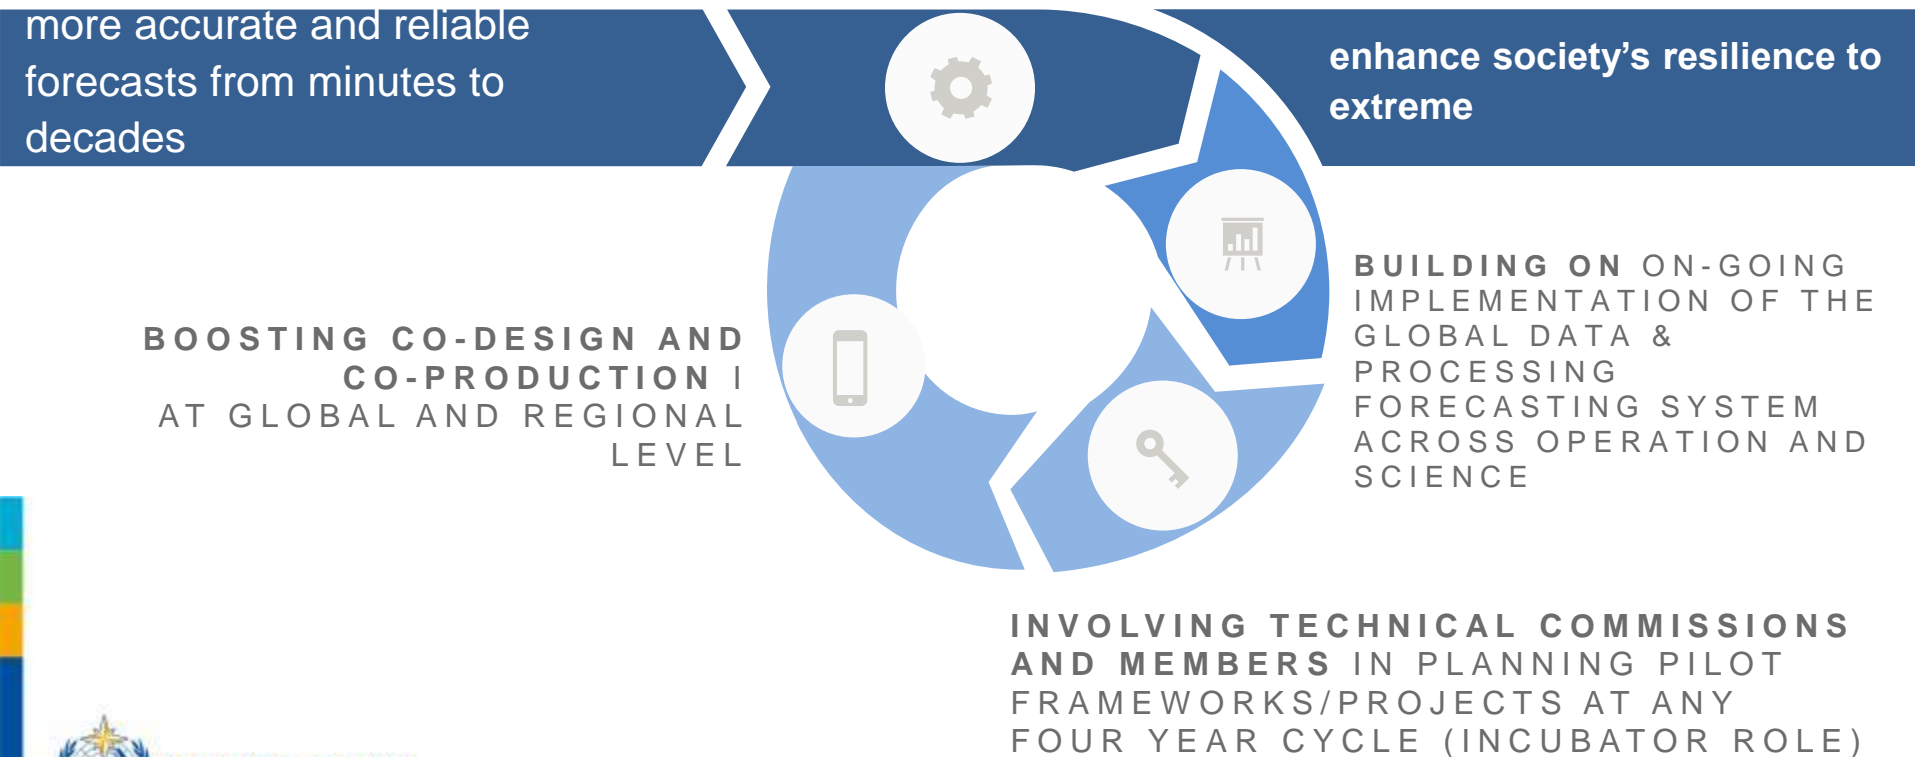 more accurate and reliable
forecasts from minutes to
decades
enhance society’s resilience to
extreme
BUILDING ON ON-GOING
IMPLEMENTATION OF THE
GLOBAL DATA &
PROCESSING
FORECASTING SYSTEM
ACROSS OPERATION AND
SCIENCE
BOOSTING CO-DESIGN AND
CO-PRODUCTION I
AT GLOBAL AND REGIONAL
LEVEL
INVOLVING TECHNICAL COMMISSIONS
AND MEMBERS IN PLANNING PILOT
FRAMEWORKS/PROJECTS AT ANY
FOUR YEAR CYCLE (INCUBATOR ROLE)